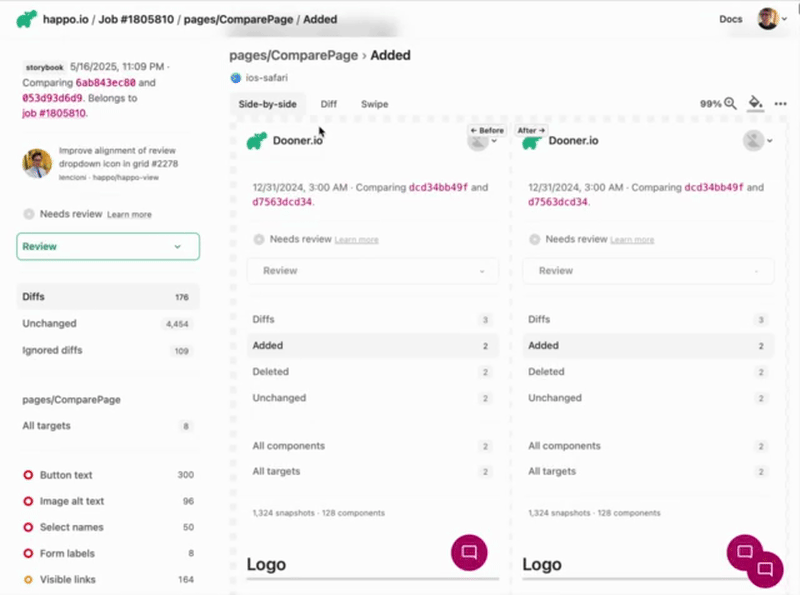 happo.io / Job #1805810 / pages/ComparePage / Added
Docs
storybook 5/16/2025, 11:09 PM ·
Comparing 6ab843ec80 and
053d93d6d9. Belongs to
job #1805810.
Improve alignment of review
dropdown icon in grid #2278
lencioni · happo/happo-view
Needs review Learn more
Review
Diffs 176
Unchanged 4,454
Ignored diffs 109
pages/ComparePage
All targets 8
Button text 300
Image alt text 96
Select names 50
Form labels 8
Visible links 164
pages/ComparePage › Added
ios-safari
Side-by-side Diff Swipe
99%
← Before
After →
Dooner.io
12/31/2024, 3:00 AM · Comparing dcd34bb49f and
d7563dcd34.
Needs review Learn more
Review
Diffs 3
Added 2
Deleted 2
Unchanged 2
All components 2
All targets 2
1,324 snapshots · 128 components
Logo
Dooner.io
12/31/2024, 3:00 AM · Comparing dcd34bb49f and
d7563dcd34.
Needs review Learn more
Review
Diffs 3
Added 2
Deleted 2
Unchanged 2
All components 2
All targets 2
1,324 snapshots · 128 components
Logo